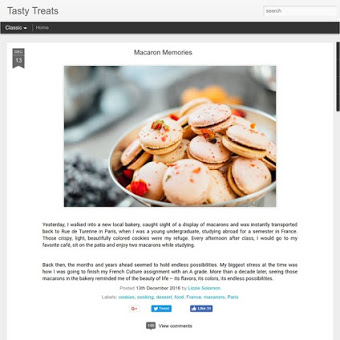 Tasty Treats
search
Classic
Home
DEC
13
Macaron Memories
Yesterday, I walked into a new local bakery, caught sight of a display of macarons and was instantly transported
back to Rue de Turenne in Paris, when I was a young undergraduate, studying abroad for a semester in France.
Those crisp, light, beautifully colored cookies were my refuge. Every afternoon after class, I would go to my
favorite café, sit on the patio and enjoy two macarons while studying.
Back then, the months and years ahead seemed to hold endless possibilities. My biggest stress at the time was
how I was going to finish my French Culture assignment with an A grade. More than a decade later, seeing those
macarons in the bakery reminded me of the beauty of life – its flavors, its colors, its endless possibilities.
Posted 13th December 2016 by Lizzie Solomon
Labels: cookies, cooking, dessert, food, France, macarons, Paris
G+
Tweet
Like
View comments